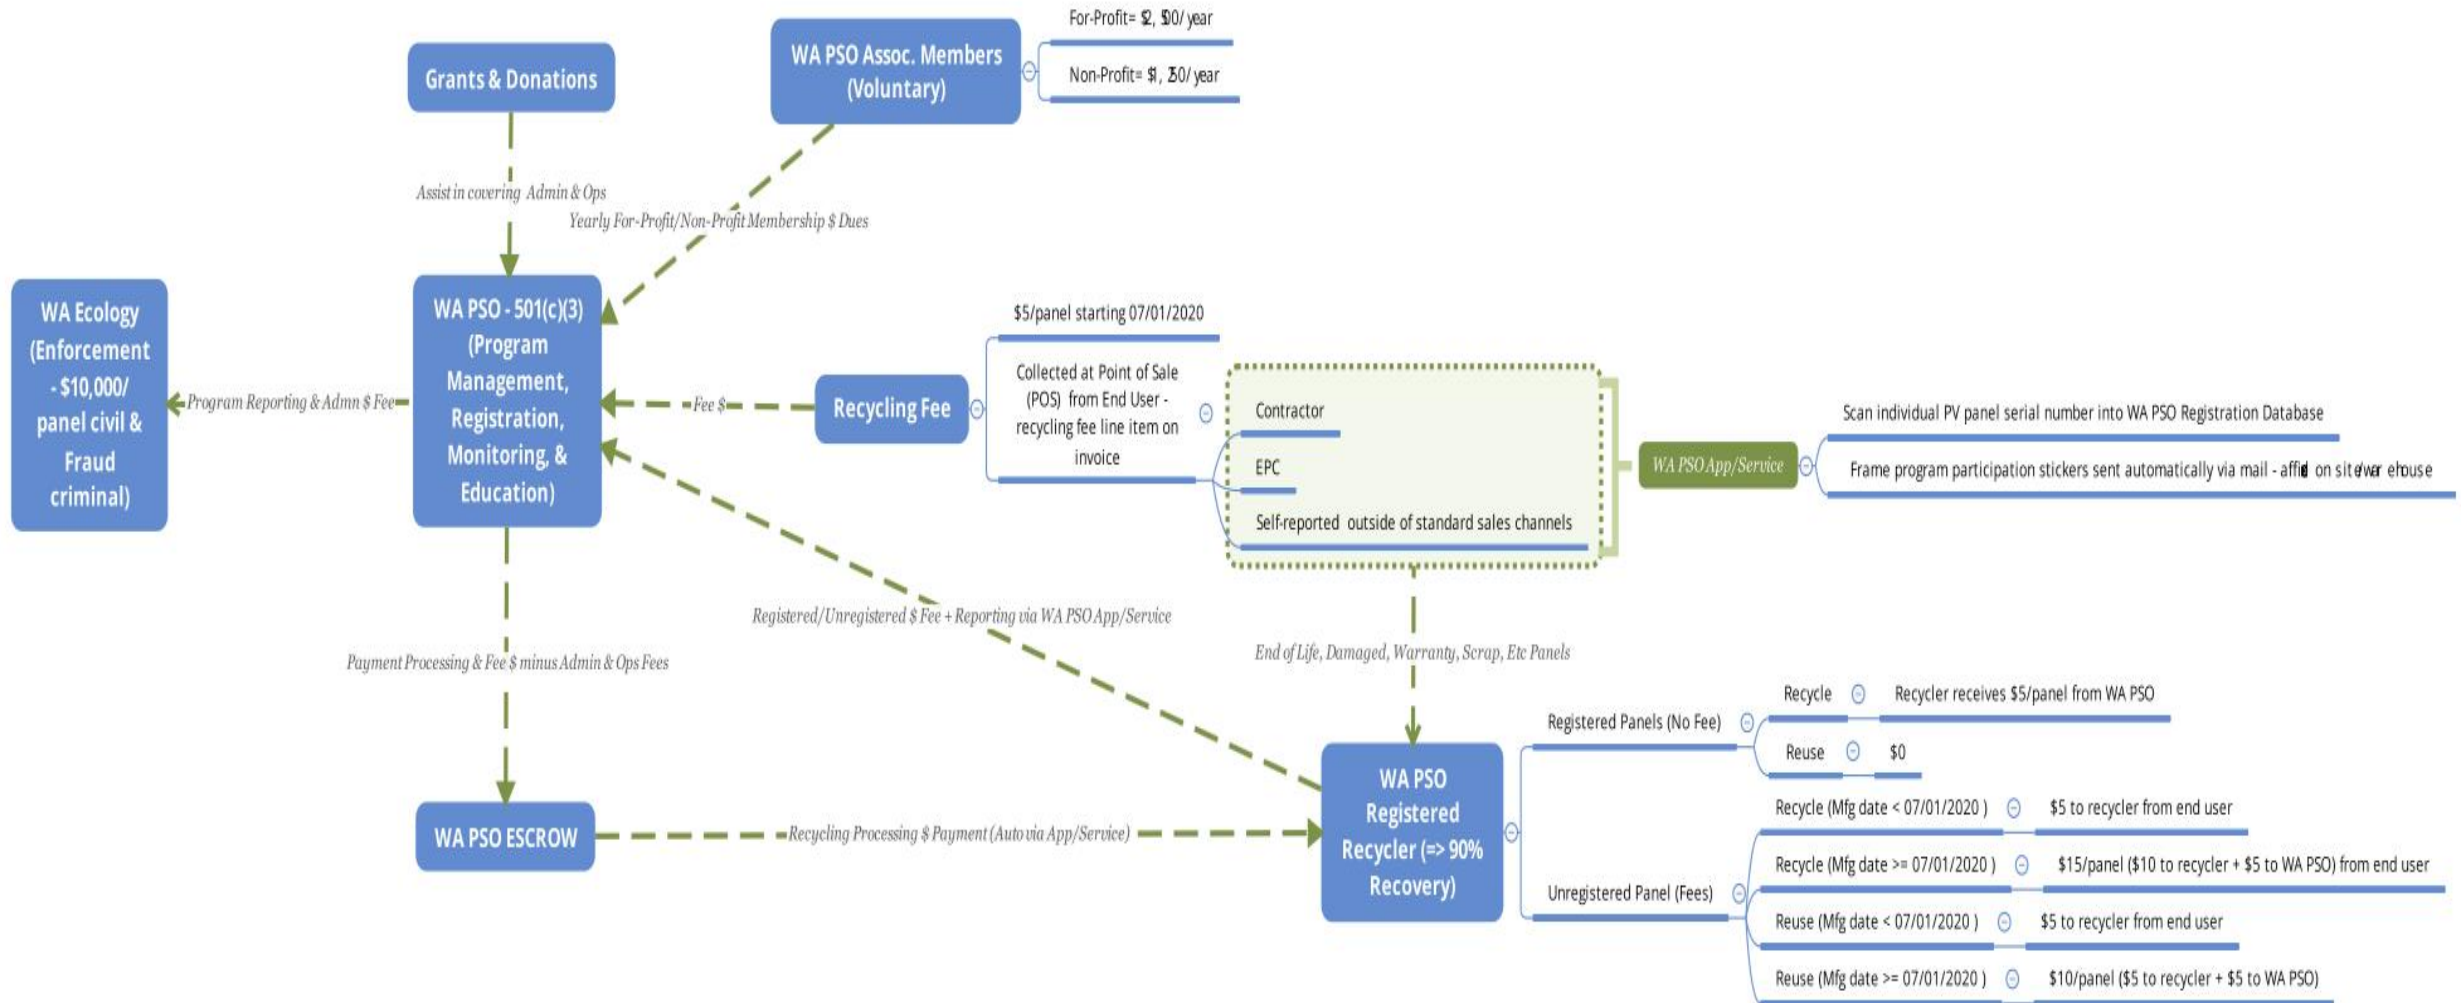 For-Profit= $2, 500/ year
Non-Profit= $1, 250/ year
WA PSO Assoc. Members
(Voluntary)
Grants & Donations
Assist in covering Admin & Ops
Yearly For-Profit/Non-Profit Membership $ Dues
WA Ecology
(Enforcement
- $10,000/
panel civil &
Fraud
criminal)
Program Reporting & Admn $ Fee
WA PSO - 501(c)(3)
(Program
Management,
Registration,
Monitoring, &
Education)
Fee $
Recycling Fee
$5/panel starting 07/01/2020
Collected at Point of Sale
(POS) from End User -
recycling fee line item on
invoice
Contractor
EPC
Self-reported outside of standard sales channels
WA PSO App/Service
Scan individual PV panel serial number into WA PSO Registration Database
Frame program participation stickers sent automatically via mail - on site/warehouse
Registered/Unregistered $ Fee + Reporting via WA PSO App/Service
End of Life, Damaged, Warranty, Scrap, Etc Panels
Payment Processing & Fee $ minus Admin & Ops Fees
WA PSO ESCROW
Recycling Processing $ Payment (Auto via App/Service)
WA PSO
Registered
Recycler (=> 90%
Recovery)
Registered Panels (No Fee)
Recycle
Recycler receives $5/panel from WA PSO
Reuse
$0
Unregistered Panel (Fees)
Recycle (Mfg date < 07/01/2020 )
$5 to recycler from end user
Recycle (Mfg date >= 07/01/2020 )
$15/panel ($10 to recycler + $5 to WA PSO) from end user
Reuse (Mfg date < 07/01/2020 )
$5 to recycler from end user
Reuse (Mfg date >= 07/01/2020 )
$10/panel ($5 to recycler + $5 to WA PSO)